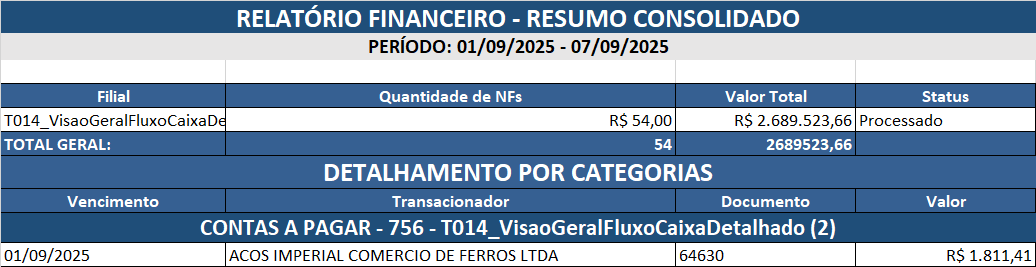 RELATÓRIO FINANCEIRO - RESUMO CONSOLIDADO
PERÍODO: 01/09/2025 - 07/09/2025
Filial Quantidade de NFs Valor Total Status
T014_VisaoGeralFluxoCaixaDe R$ 54,00 R$ 2.689.523,66 Processado
TOTAL GERAL: 54 2689523,66
DETALHAMENTO POR CATEGORIAS
Vencimento Transacionador Documento Valor
CONTAS A PAGAR - 756 - T014_VisaoGeralFluxoCaixaDetalhado (2)
01/09/2025 ACOS IMPERIAL COMERCIO DE FERROS LTDA 64630 R$ 1.811,41